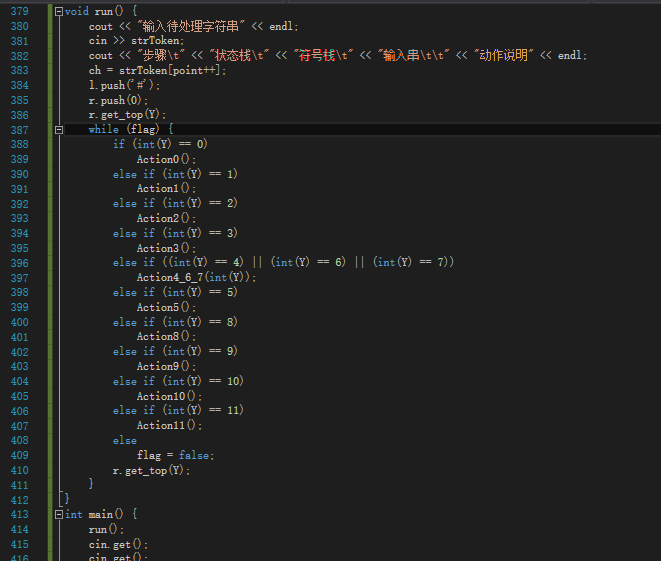 379 void run() {
380 cout << "输入待处理字符串" << endl;
381 cin >> strToken;
382 cout << "步骤\t" << "状态栈\t" << "符号栈\t" << "输入串\t\t" << "动作说明" << endl;
383 ch = strToken[point++];
384 l.push('#');
385 r.push(0);
386 r.get_top(Y);
387 while (flag) {
388 if (int(Y) == 0)
389 Action0();
390 else if (int(Y) == 1)
391 Action1();
392 else if (int(Y) == 2)
393 Action2();
394 else if (int(Y) == 3)
395 Action3();
396 else if ((int(Y) == 4) || (int(Y) == 6) || (int(Y) == 7))
397 Action4_6_7(int(Y));
398 else if (int(Y) == 5)
399 Action5();
400 else if (int(Y) == 8)
401 Action8();
402 else if (int(Y) == 9)
403 Action9();
404 else if (int(Y) == 10)
405 Action10();
406 else if (int(Y) == 11)
407 Action11();
408 else
409 flag = false;
410 r.get_top(Y);
411 }
412 }
413 int main() {
414 run();
415 cin.get();
416 cin.get();